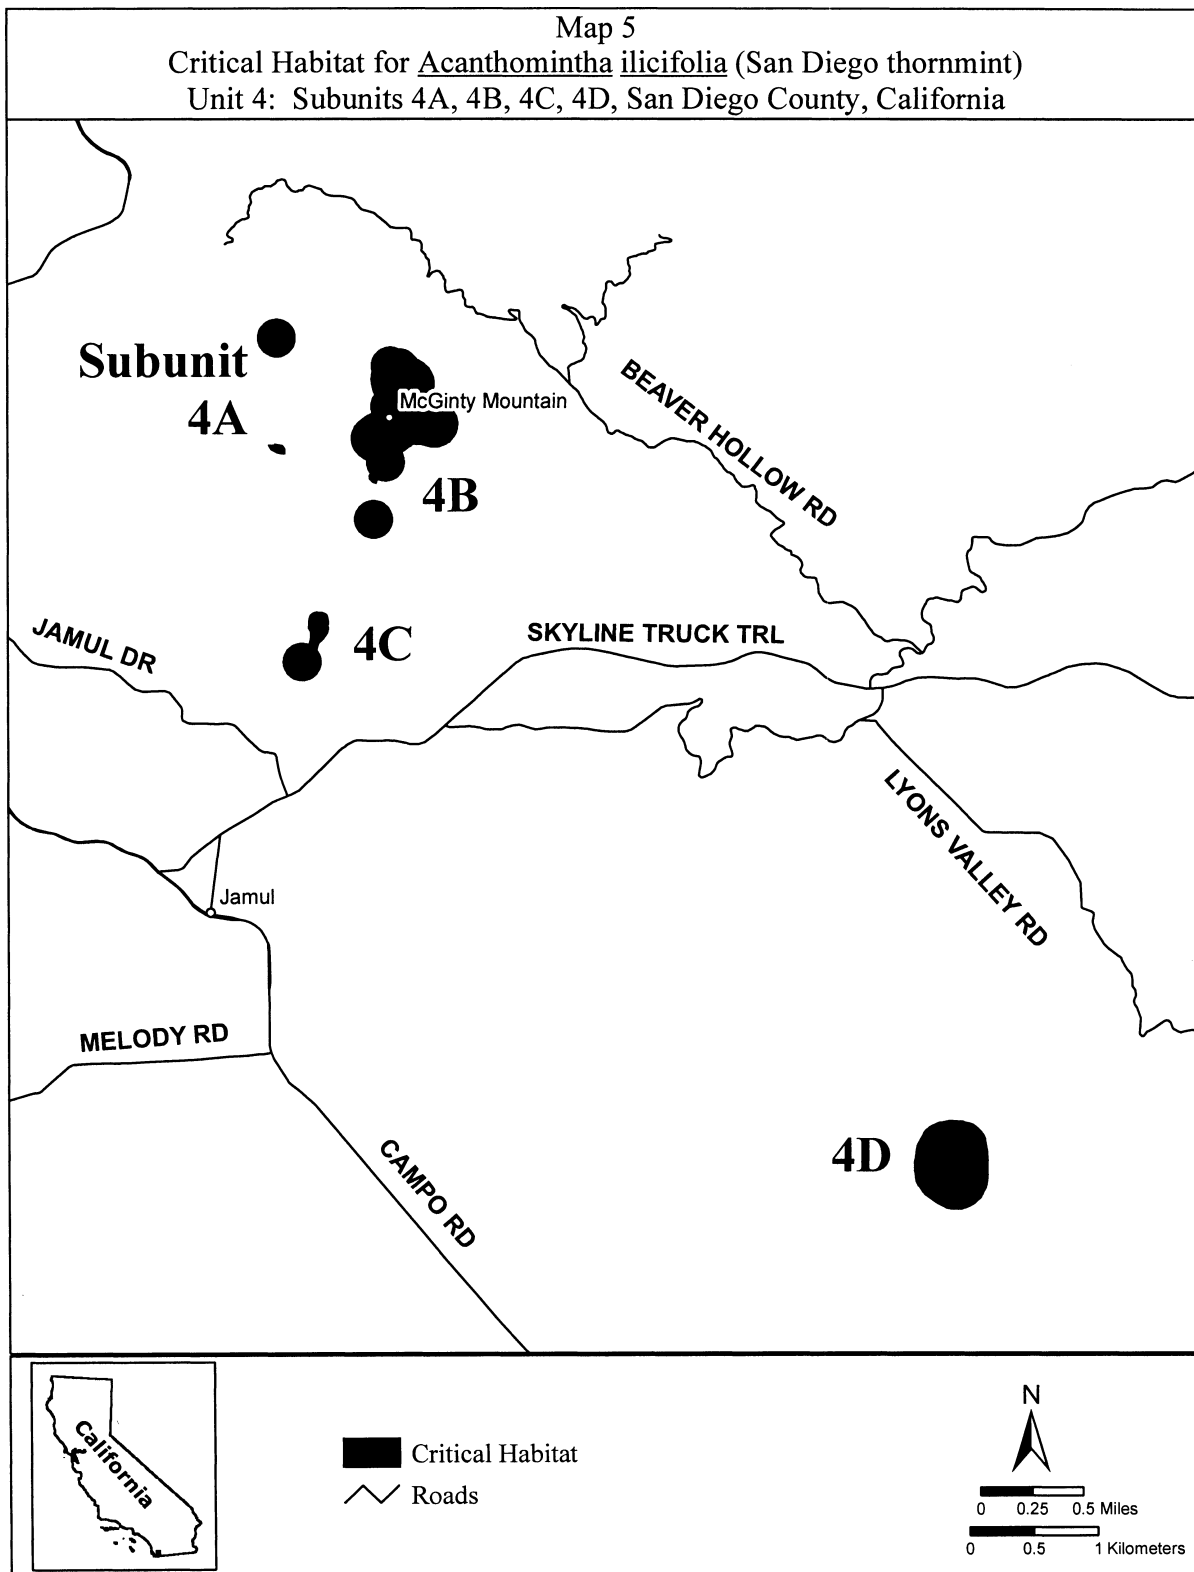 Map 5
Critical Habitat for Acanthomintha ilicifolia (San Diego thornmint)
Unit 4: Subunits 4A, 4B, 4C, 4D, San Diego County, California
Subunit
4A
McGinty Mountain
4B
BEAVER HOLLOW RD
JAMUL DR
4C
SKYLINE TRUCK TRL
LYONS VALLEY RD
Jamul
MELODY RD
CAMPO RD
4D
California
Critical Habitat
Roads
N
0 0.25 0.5 Miles
0 0.5 1 Kilometers